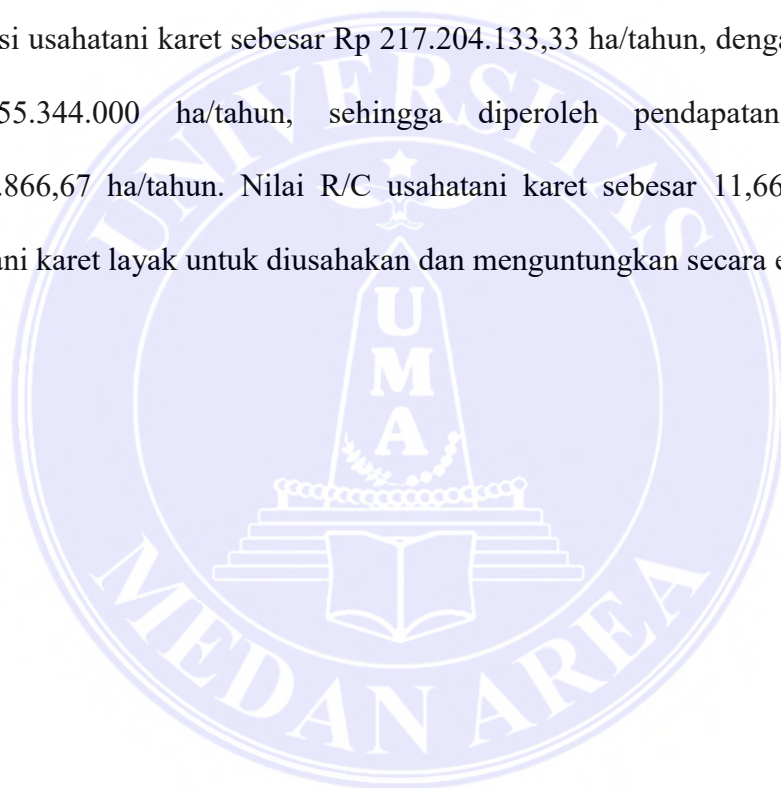 si usahatani karet sebesar Rp 217.204.133,33 ha/tahun,
55.344.000 ha/tahun, sehingga diperoleh pendapatan
.866,67 ha/tahun. Nilai R/C usahatani karet sebesar 11,66
ani karet layak untuk diusahakan dan menguntungkan secara
UNIVERSITAS
UMA
MEDAN AREA